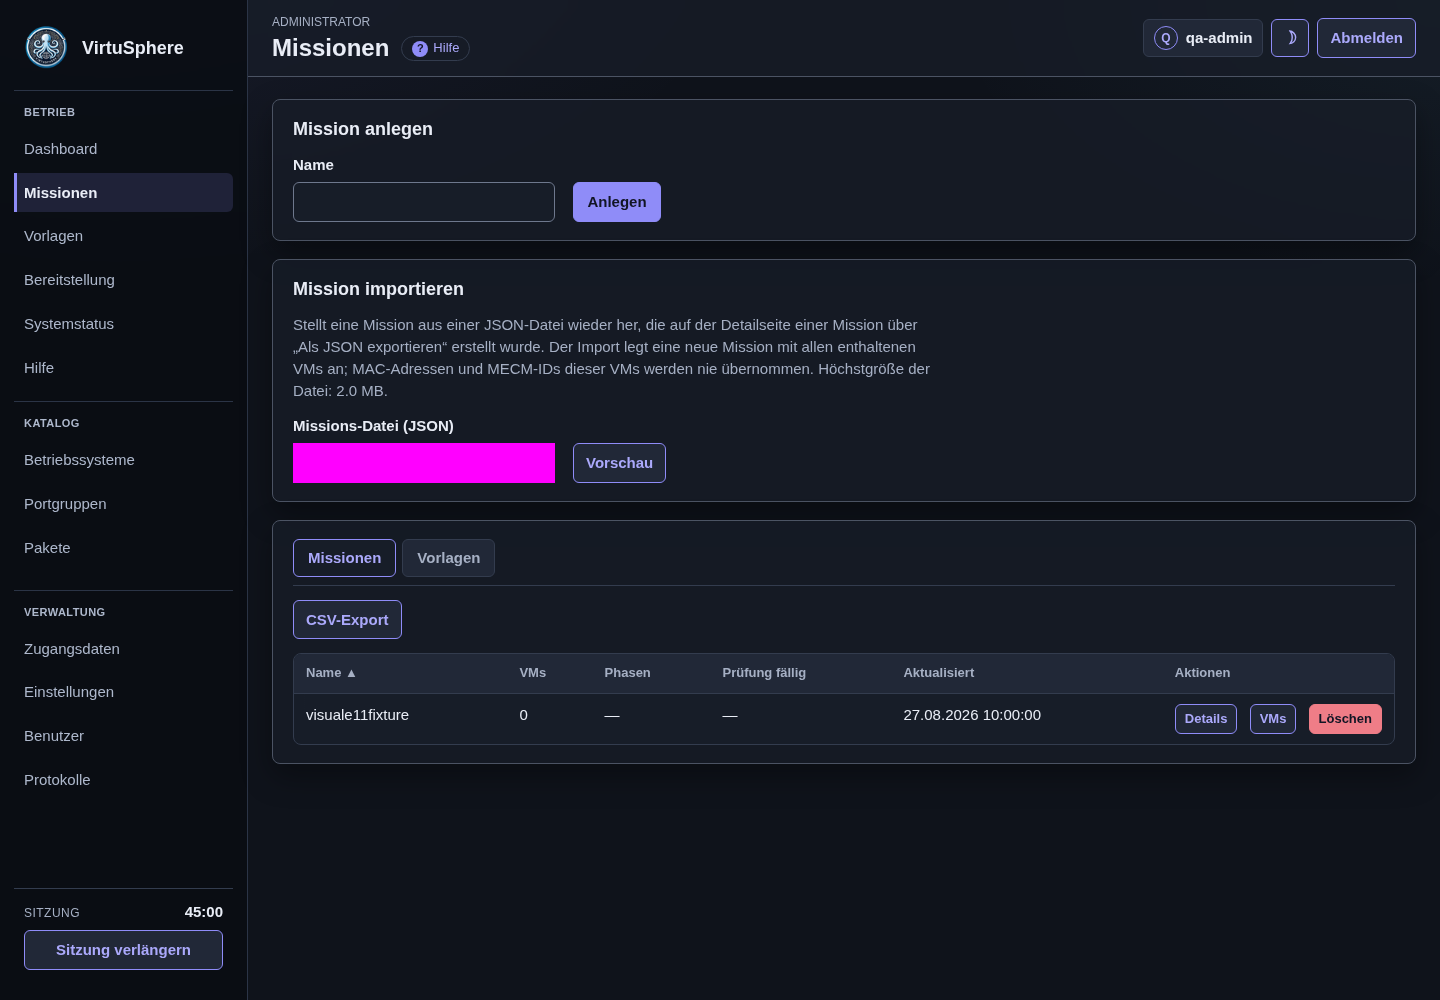 VirtuSphere
BETRIEB
Dashboard
Missionen
Vorlagen
Bereitstellung
Systemstatus
Hilfe
KATALOG
Betriebssysteme
Portgruppen
Pakete
VERWALTUNG
Zugangsdaten
Einstellungen
Benutzer
Protokolle
SITZUNG 45:00
Sitzung verlängern
ADMINISTRATOR
Missionen ? Hilfe
Q qa-admin Abmelden
Mission anlegen
Name
Anlegen
Mission importieren
Stellt eine Mission aus einer JSON-Datei wieder her, die auf der Detailseite einer Mission über
„Als JSON exportieren“ erstellt wurde. Der Import legt eine neue Mission mit allen enthaltenen
VMs an; MAC-Adressen und MECM-IDs dieser VMs werden nie übernommen. Höchstgröße der
Datei: 2.0 MB.
Missions-Datei (JSON)
Vorschau
Missionen Vorlagen
CSV-Export
Name ▲ VMs Phasen Prüfung fällig Aktualisiert Aktionen
visuale11fixture 0 — — 27.08.2026 10:00:00 Details VMs Löschen